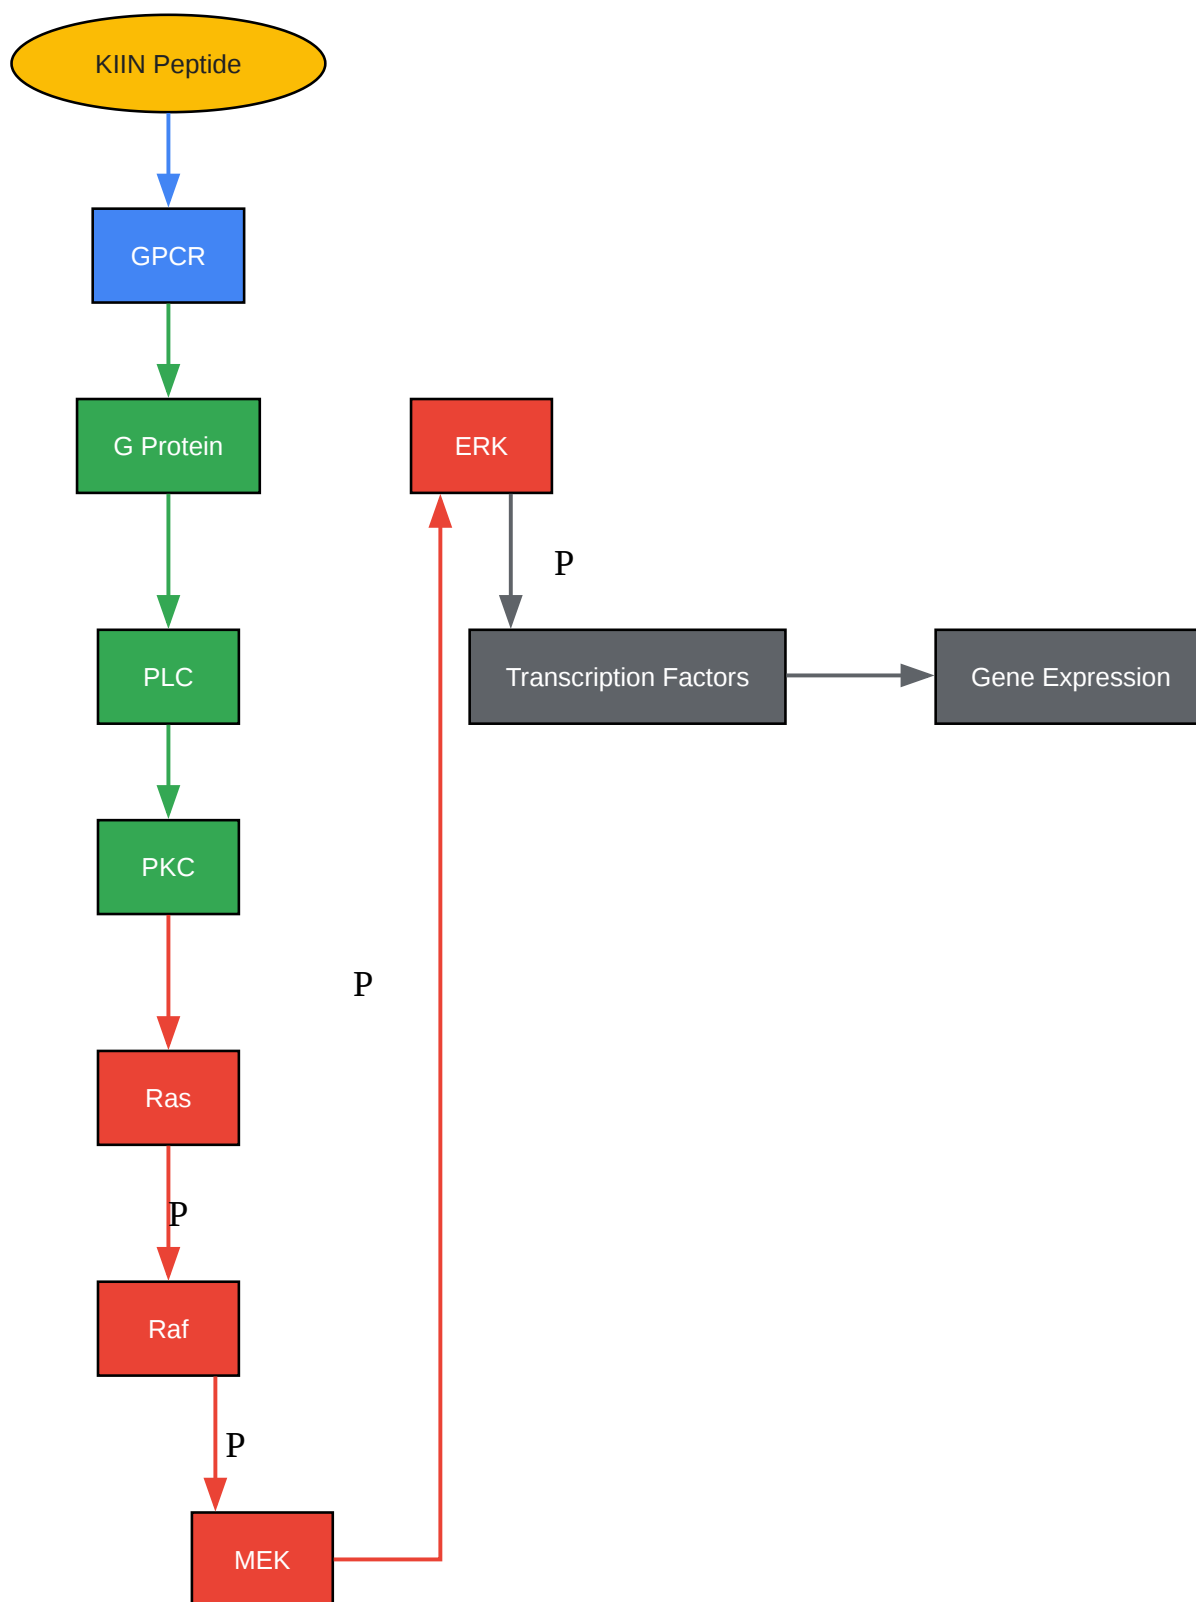 KIIN Peptide
GPCR
G Protein
ERK
P
PLC
Transcription Factors
Gene Expression
PKC
P
Ras
P
Raf
P
MEK